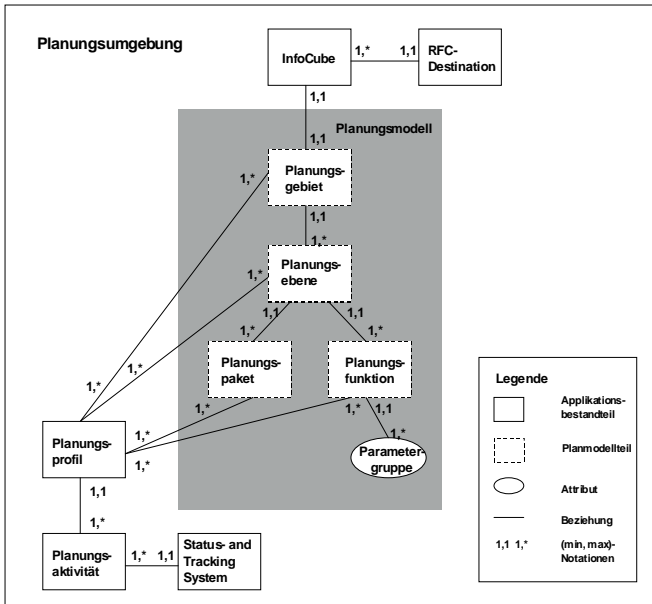 Planungsumgebung
InfoCube
1,*
1,1
RFC-
Destination
1,1
Planungsmodell
1,1
Planungs-
gebiet
1,*
1,1
1,*
Planungs-
ebene
1,*
1,1
1,1
1,*
1,*
Planungs-
paket
Planungs-
funktion
1,*
1,*
1,*
1,*
1,1
1,*
Parameter-
gruppe
Planungs-
profil
1,*
1,*
1,1
1,*
Planungs-
aktivität
1,*
1,1
Status- and
Tracking
System
Legende
Applikations-
bestandteil
Planmodellteil
Attribut
Beziehung
1,1 1,*
(min, max)-
Notationen